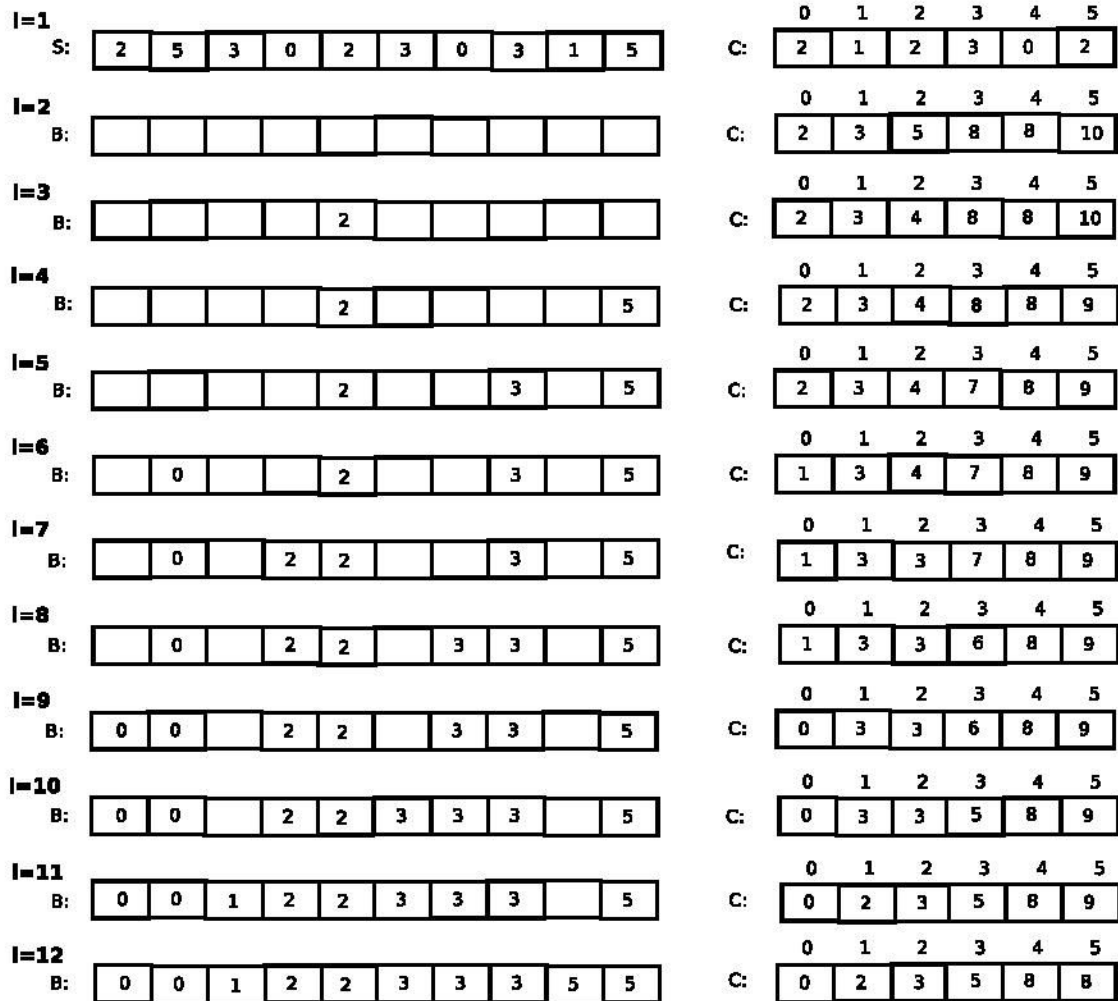 I=1
0 1 2 3 4 5
S: 2 5 3 0 2 3 0 3 1 5 C: 2 1 2 3 0 2
I=2
0 1 2 3 4 5
B: C: 2 3 5 8 8 10
I=3
0 1 2 3 4 5
B: 2 C: 2 3 4 8 8 10
I=4
0 1 2 3 4 5
B: 2 5 C: 2 3 4 8 8 9
I=5
0 1 2 3 4 5
B: 2 3 5 C: 2 3 4 7 8 9
I=6
0 1 2 3 4 5
B: 0 2 3 5 C: 1 3 4 7 8 9
I=7
0 1 2 3 4 5
B: 0 2 2 3 5 C: 1 3 3 7 8 9
I=8
0 1 2 3 4 5
B: 0 2 2 3 3 5 C: 1 3 3 6 8 9
I=9
0 1 2 3 4 5
B: 0 0 2 2 3 3 5 C: 0 3 3 6 8 9
I=10
0 1 2 3 4 5
B: 0 0 2 2 3 3 3 5 C: 0 3 3 5 8 9
I=11
0 1 2 3 4 5
B: 0 0 1 2 2 3 3 3 5 C: 0 2 3 5 8 9
I=12
0 1 2 3 4 5
B: 0 0 1 2 2 3 3 3 5 5 C: 0 2 3 5 8 8